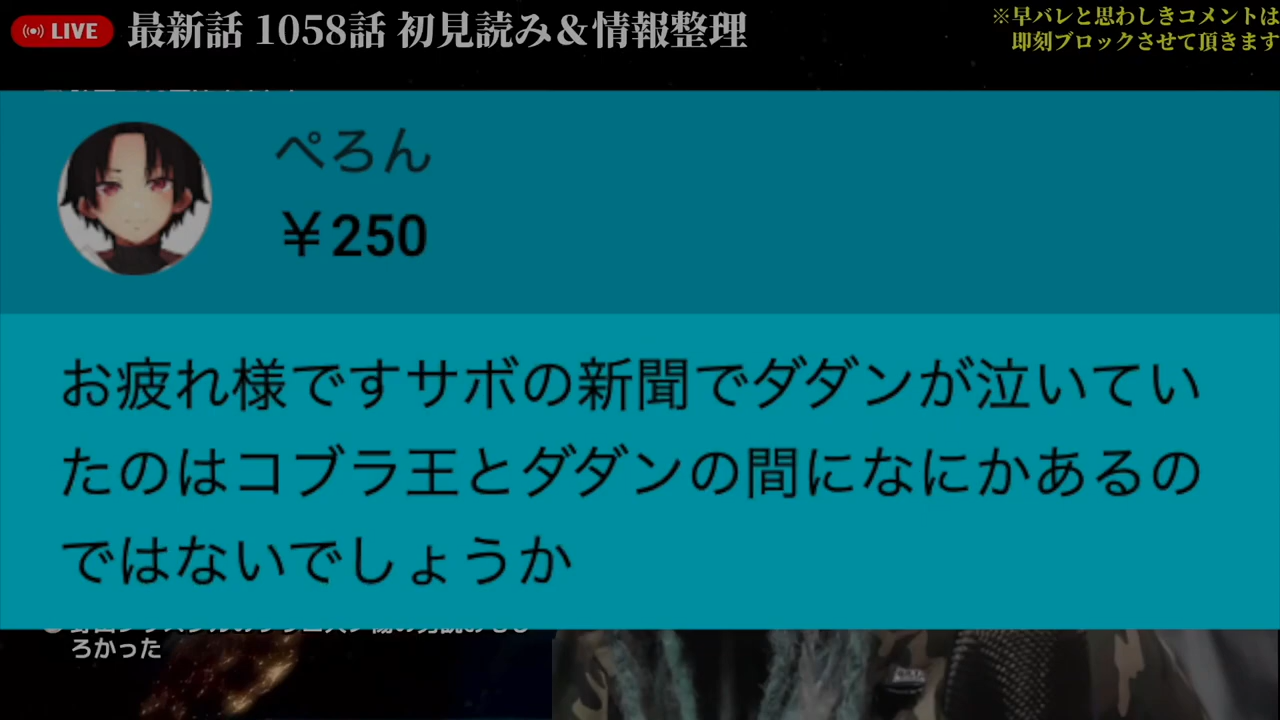 LIVE 最新話 1058話 初見読み＆情報整理
※早バレと思わしきコメントは
即刻ブロックさせて頂きます
ぺろん
￥250
お疲れ様ですサボの新聞でダダンが泣いてい
たのはコブラ王とダダンの間になにかあるの
ではないでしょうか
ろかった